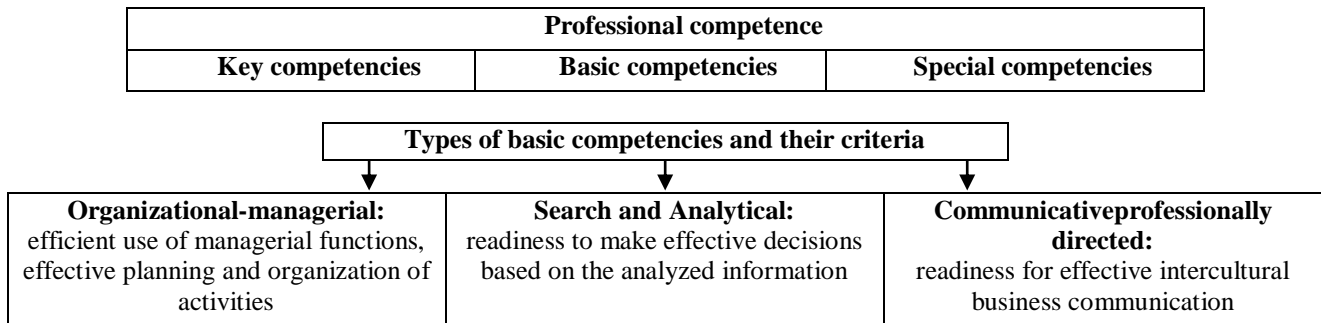 Professional competence
Key competencies Basic competencies Special competencies
Types of basic competencies and their criteria
Organizational-managerial:
efficient use of managerial functions,
effective planning and organization of
activities
Search and Analytical:
readiness to make effective decisions
based on the analyzed information
Communicativeprofessionally
directed:
readiness for effective intercultural
business communication